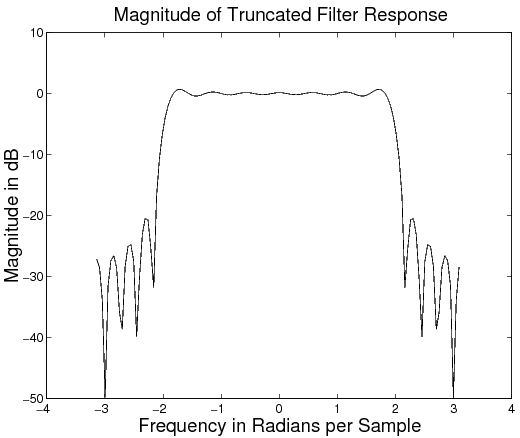 Magnitude of Truncated Filter Response
10
0
−10
−20
−30
−40
−50
Magnitude in dB
−4 −3 −2 −1 0 1 2 3 4
Frequency in Radians per Sample